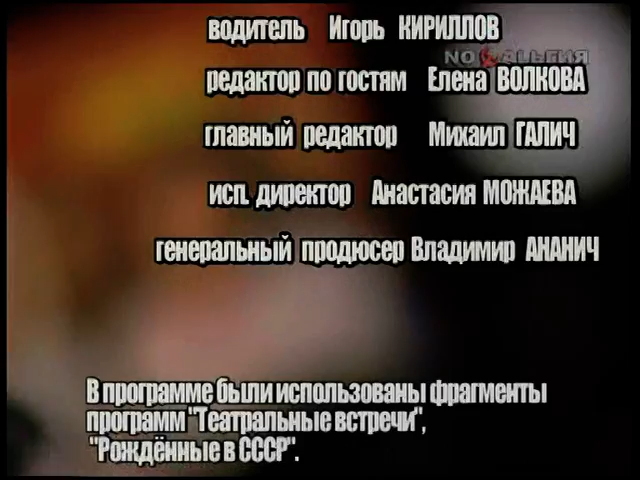 водитель Игорь КИРИЛЛОВ
NOСТАЛЬГИЯ
редактор по гостям Елена ВОЛКОВА
главный редактор Михаил ГАЛИЧ
исп. директор Анастасия МОЖАЕВА
генеральный продюсер Владимир АНАНИЧ
В программе были использованы фрагменты
программ "Театральные встречи",
"Рождённые в СССР".